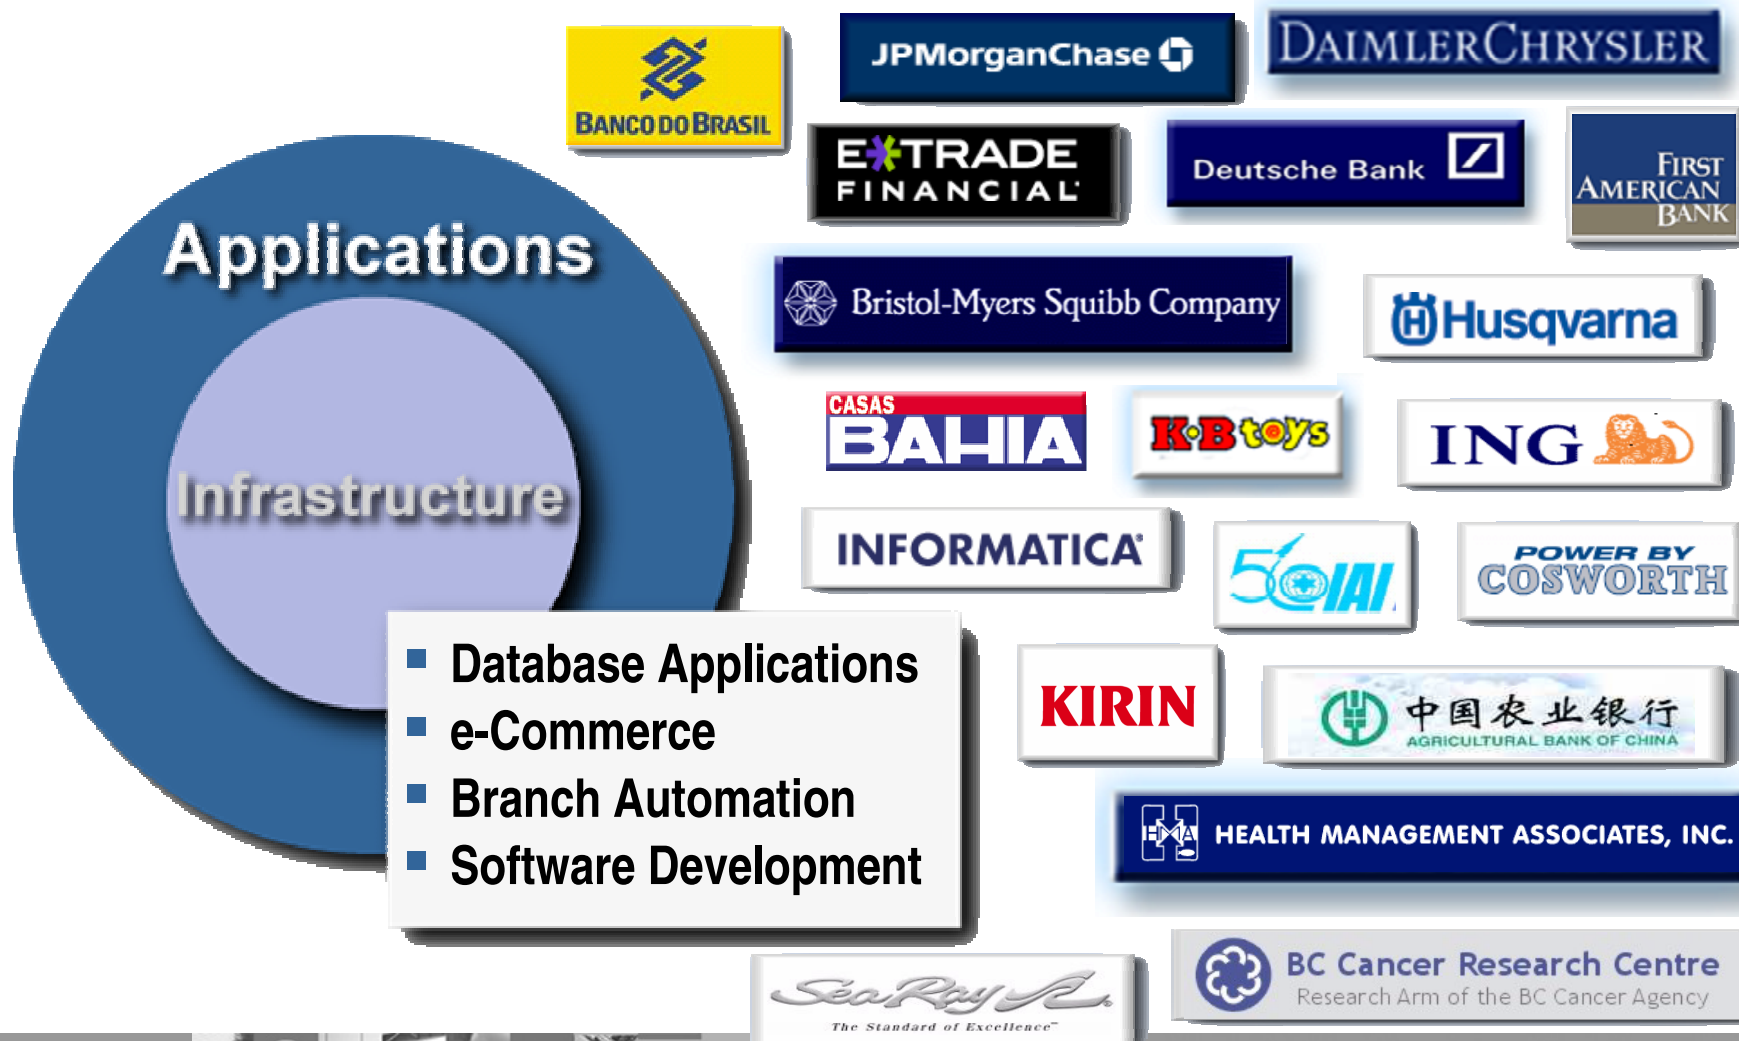 BANCO DO BRASIL
JPMorganChase
DAIMLERCHRYSLER
E*TRADE
FINANCIAL
Deutsche Bank
FIRST
AMERICAN
BANK
Applications
Infrastructure
Bristol-Myers Squibb Company
H Husqvarna
CASAS
BAHIA
K·B toys
ING
INFORMATICA
50 IAI
POWER BY
COSWORTH
Database Applications
e-Commerce
Branch Automation
Software Development
KIRIN
中国农业银行
AGRICULTURAL BANK OF CHINA
HMA
HEALTH MANAGEMENT ASSOCIATES, INC.
Sea Ray
The Standard of Excellence™
BC Cancer Research Centre
Research Arm of the BC Cancer Agency